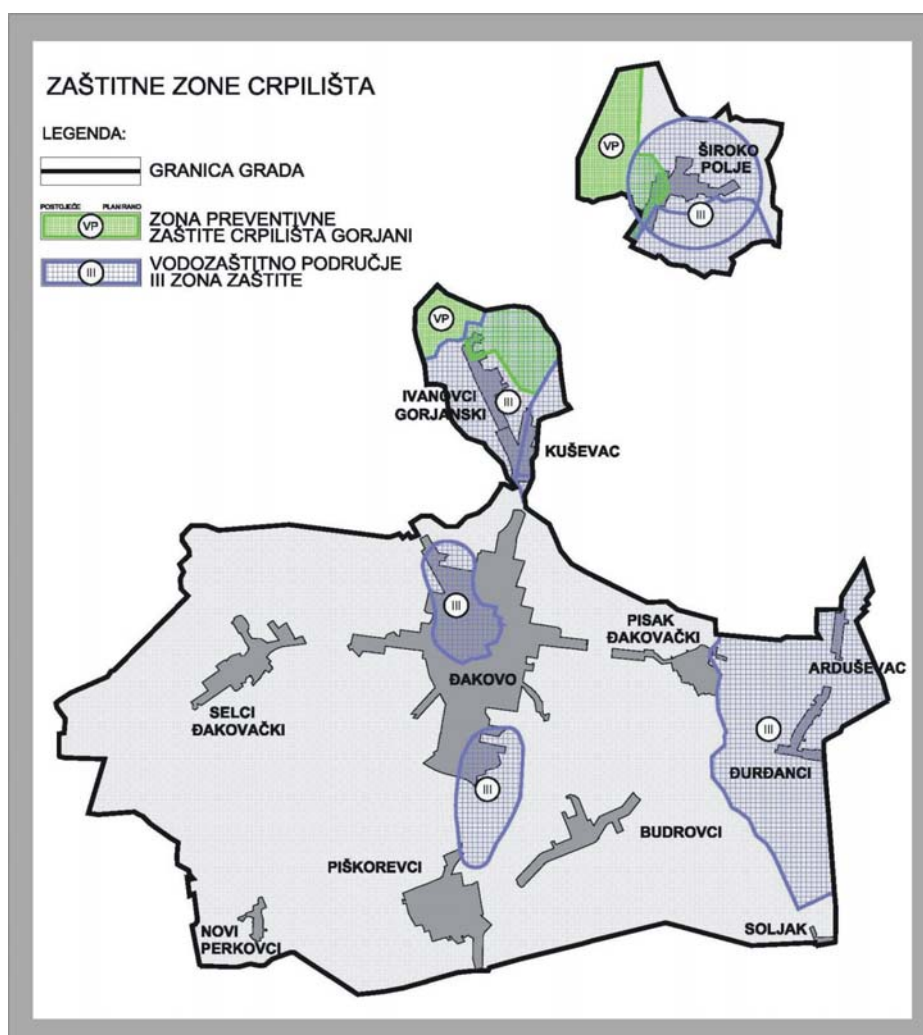 ZAŠTITNE ZONE CRPILIŠTA
LEGENDA:
GRANICA GRADA
POSTOJEĆE PLANIRANO
VP
ZONA PREVENTIVNE
ZAŠTITE CRPILIŠTA GORJANI
III
VODOZAŠTITNO PODRUČJE
III ZONA ZAŠTITE
VP
ŠIROKO
POLJE
III
VP
IVANOVCI
GORJANSKI
III
KUŠEVAC
III
PISAK
ĐAKOVAČKI
ARDUŠEVAC
ĐAKOVO
SELCI
ĐAKOVAČKI
III
ĐURĐANCI
III
BUDROVCI
PIŠKOREVCI
NOVI
PERKOVCI
SOLJAK